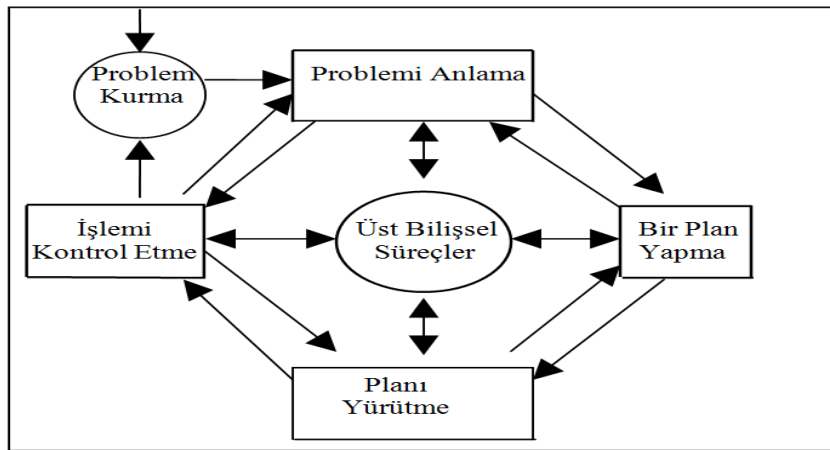 Problem
Kurma
Problemi Anlama
İşlemi
Kontrol Etme
Üst Bilişsel
Süreçler
Bir Plan
Yapma
Planı
Yürütme